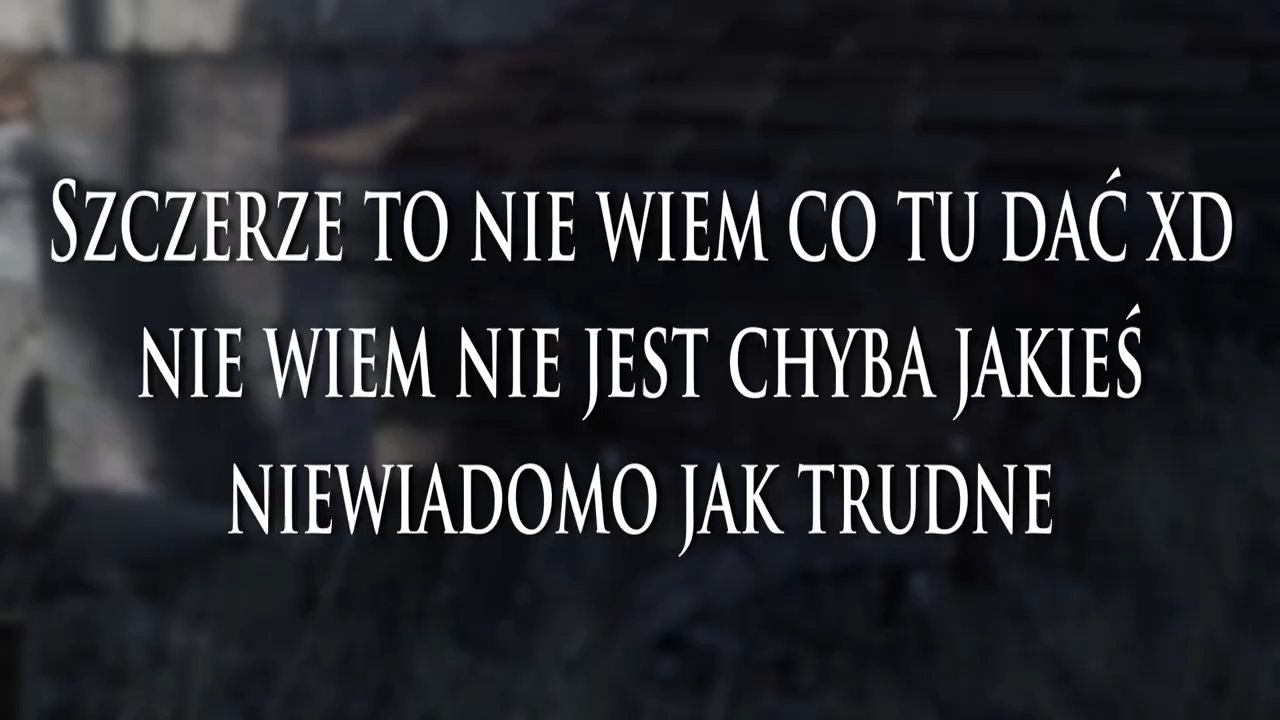 Szczerze to nie wiem co tu dać xd
nie wiem nie jest chyba jakieś
niewiadomo jak trudne